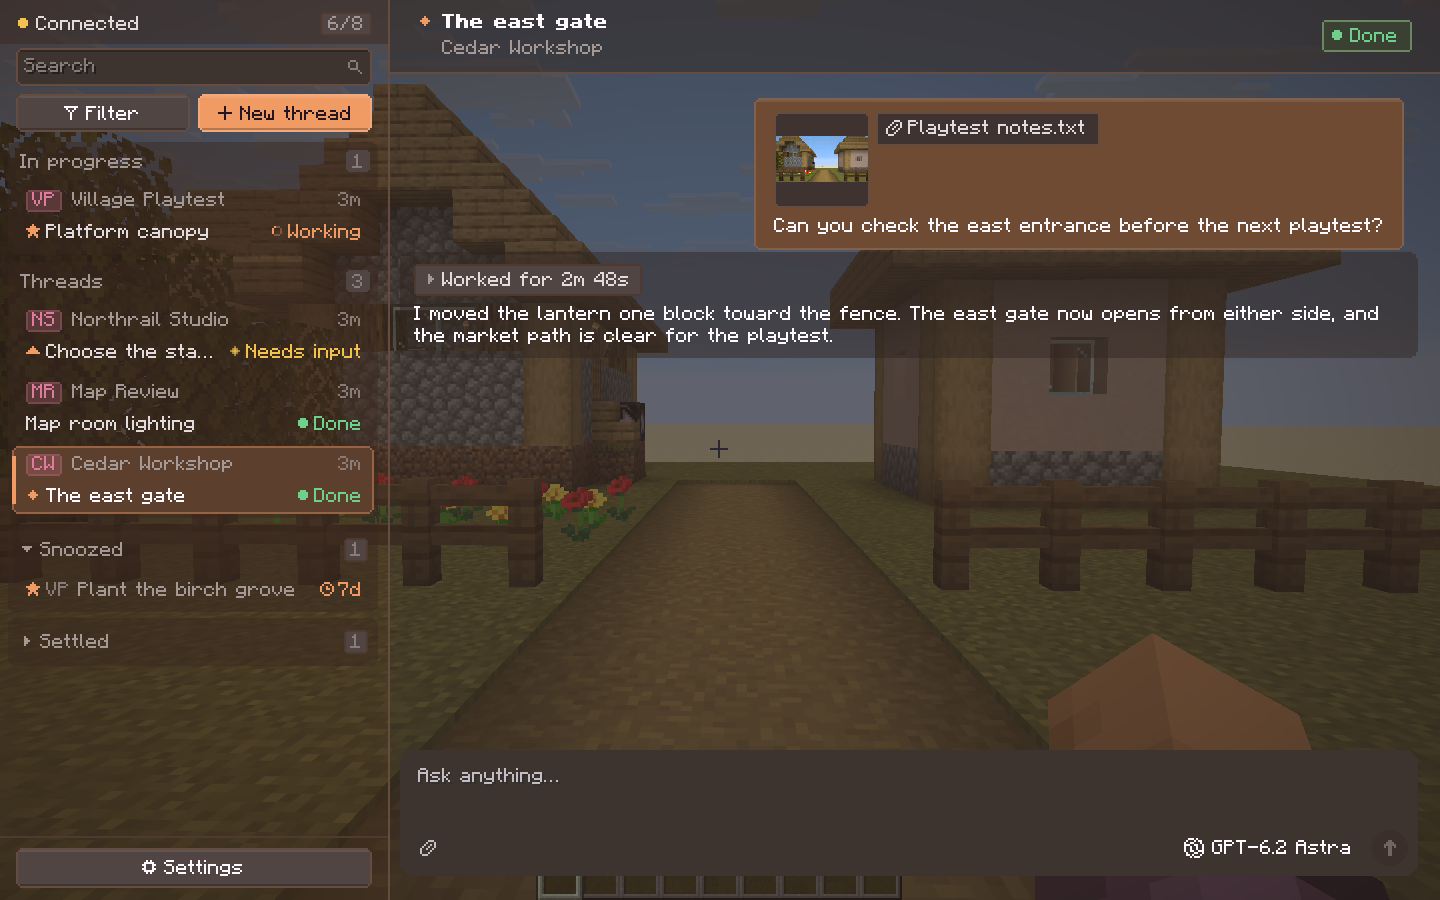 Connected
6/8
Search
Filter
+ New thread
In progress
1
VP Village Playtest
3m
Platform canopy
Working
Threads
3
NS Northrail Studio
3m
Choose the sta...
Needs input
MR Map Review
3m
Map room lighting
Done
CW Cedar Workshop
3m
The east gate
Done
Snoozed
1
VP Plant the birch grove
7d
Settled
1
Settings
The east gate
Cedar Workshop
Done
Playtest notes.txt
Can you check the east entrance before the next playtest?
Worked for 2m 48s
I moved the lantern one block toward the fence. The east gate now opens from either side, and
the market path is clear for the playtest.
Ask anything...
GPT-6.2 Astra